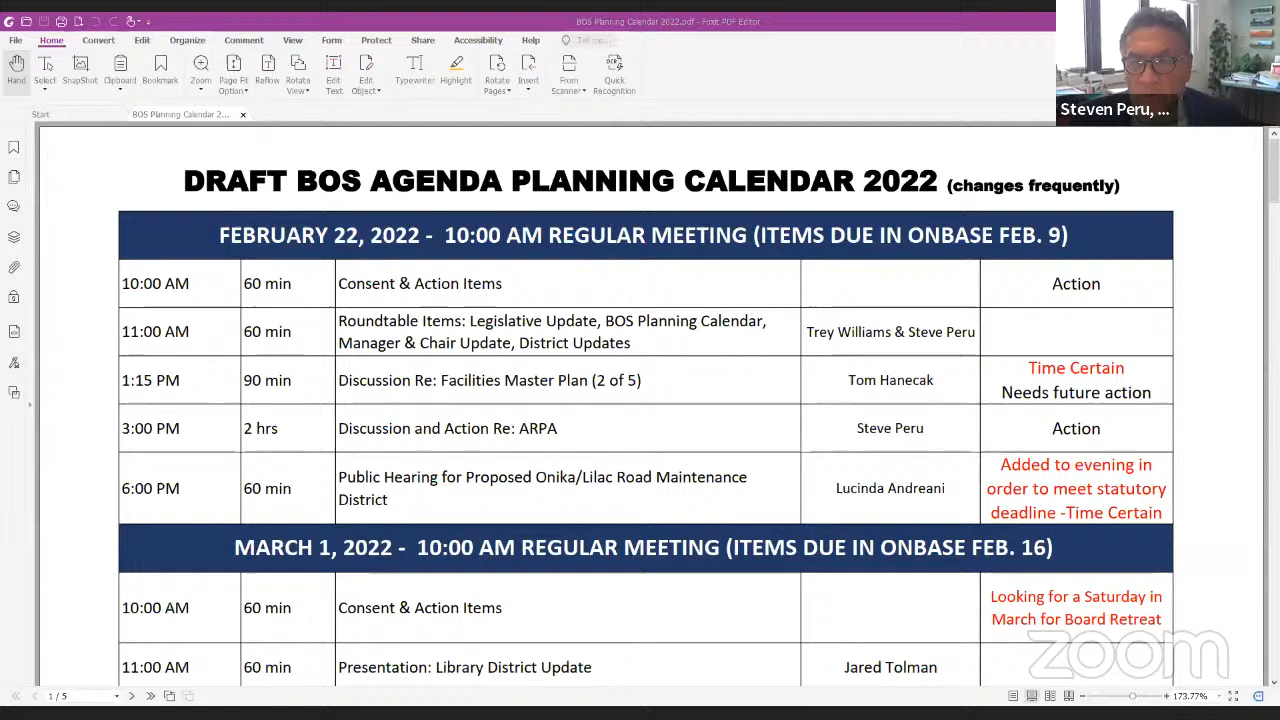 BOS Planning Calendar 2022.pdf - Foxit PDF Editor
File Home Convert Edit Organize Comment View Form Protect Share Accessibility Help Tell me...
Hand Select SnapShot Clipboard Bookmark Zoom Page Fit Option Reflow Rotate View Edit Text Edit Object Typewriter Highlight Rotate Pages Insert From Scanner Quick Recognition
Steven Peru, ...
Start BOS Planning Calendar 2... x
DRAFT BOS AGENDA PLANNING CALENDAR 2022 (changes frequently)
FEBRUARY 22, 2022 - 10:00 AM REGULAR MEETING (ITEMS DUE IN ONBASE FEB. 9)
10:00 AM 60 min Consent & Action Items Action
11:00 AM 60 min Roundtable Items: Legislative Update, BOS Planning Calendar,
Manager & Chair Update, District Updates Trey Williams & Steve Peru
1:15 PM 90 min Discussion Re: Facilities Master Plan (2 of 5) Tom Hanecak Time Certain
Needs future action
3:00 PM 2 hrs Discussion and Action Re: ARPA Steve Peru Action
6:00 PM 60 min Public Hearing for Proposed Onika/Lilac Road Maintenance
District Lucinda Andreani Added to evening in
order to meet statutory
deadline -Time Certain
MARCH 1, 2022 - 10:00 AM REGULAR MEETING (ITEMS DUE IN ONBASE FEB. 16)
10:00 AM 60 min Consent & Action Items Looking for a Saturday in
March for Board Retreat
11:00 AM 60 min Presentation: Library District Update Jared Tolman
zoom
1 / 5 173.77%